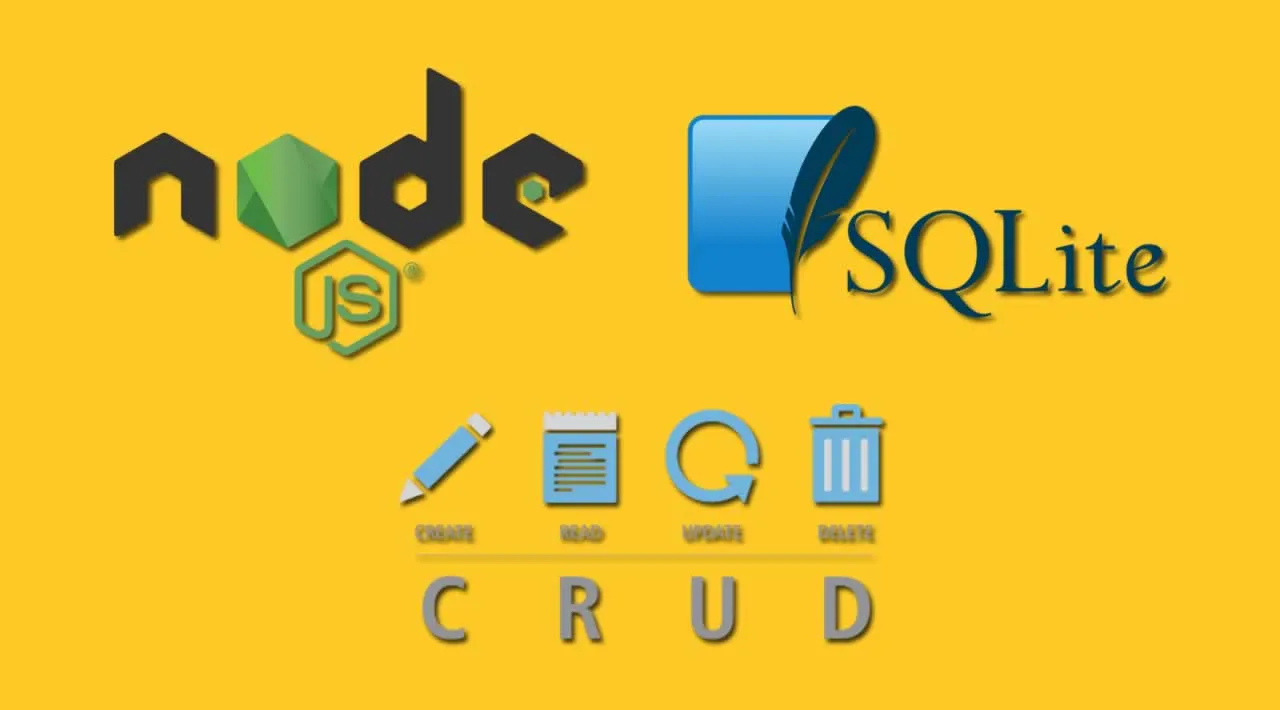 node
JS®
SQLite
CREATE READ UPDATE DELETE
C R U D